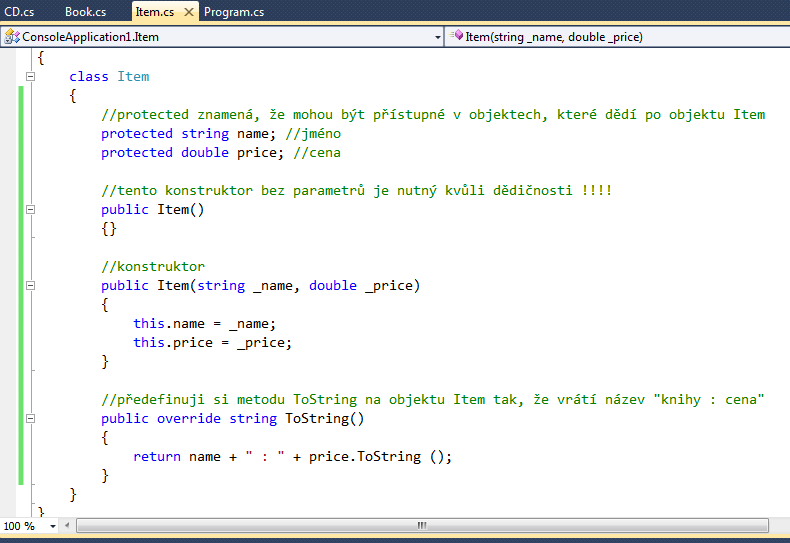 CD.cs Book.cs Item.cs Program.cs
ConsoleApplication1.Item Item(string _name, double _price)
{
class Item
{
//protected znamená, že mohou být přístupné v objektech, které dědí po objektu Item
protected string name; //jméno
protected double price; //cena
//tento konstruktor bez parametrů je nutný kvůli dědičnosti !!!!
public Item()
{}
//konstruktor
public Item(string _name, double _price)
{
this.name = _name;
this.price = _price;
}
//předefinuji si metodu ToString na objektu Item tak, že vrátí název "knihy : cena"
public override string ToString()
{
return name + " : " + price.ToString ();
}
}
}
100 %